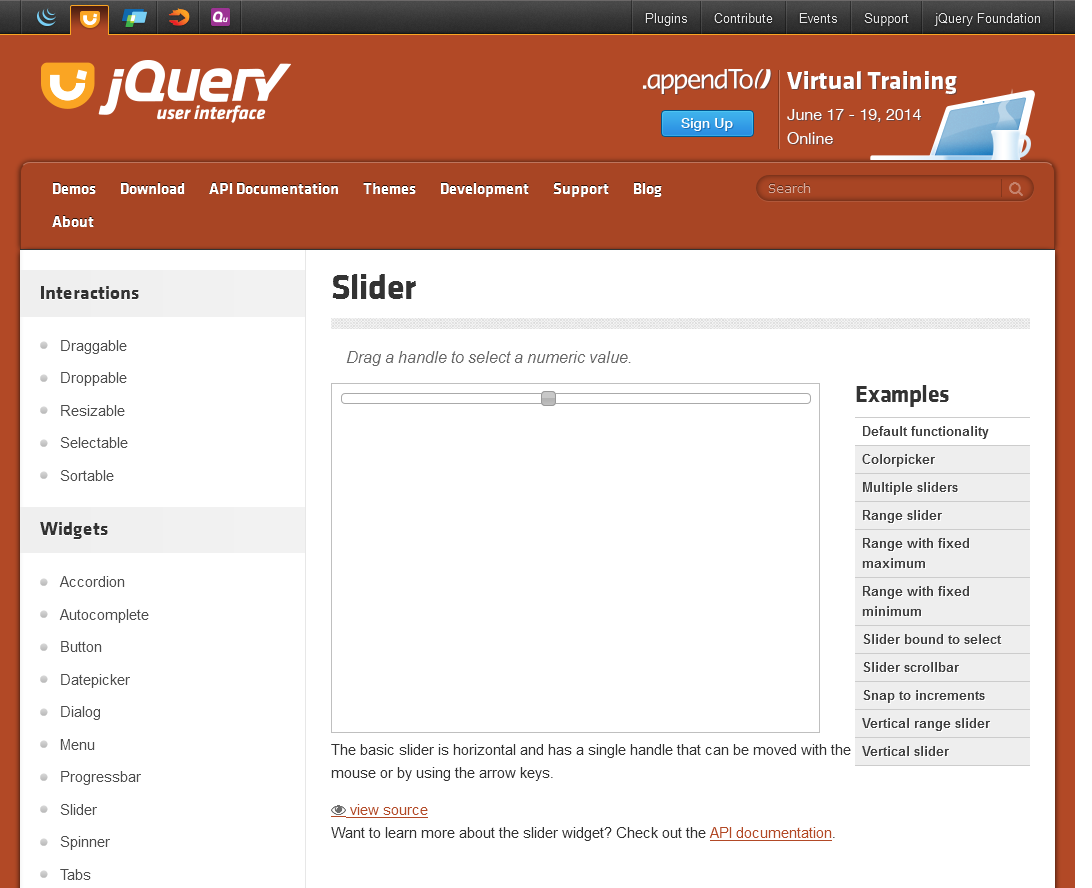 Qu
Plugins
Contribute
Events
Support
jQuery Foundation
jQuery
user interface
.appendTo()
Sign Up
Virtual Training
June 17 - 19, 2014
Online
Demos
Download
API Documentation
Themes
Development
Support
Blog
About
Search
Interactions
Draggable
Droppable
Resizable
Selectable
Sortable
Widgets
Accordion
Autocomplete
Button
Datepicker
Dialog
Menu
Progressbar
Slider
Spinner
Tabs
Slider
Drag a handle to select a numeric value.
Examples
Default functionality
Colorpicker
Multiple sliders
Range slider
Range with fixed
maximum
Range with fixed
minimum
Slider bound to select
Slider scrollbar
Snap to increments
Vertical range slider
Vertical slider
The basic slider is horizontal and has a single handle that can be moved with the
mouse or by using the arrow keys.
view source
Want to learn more about the slider widget? Check out the API documentation.